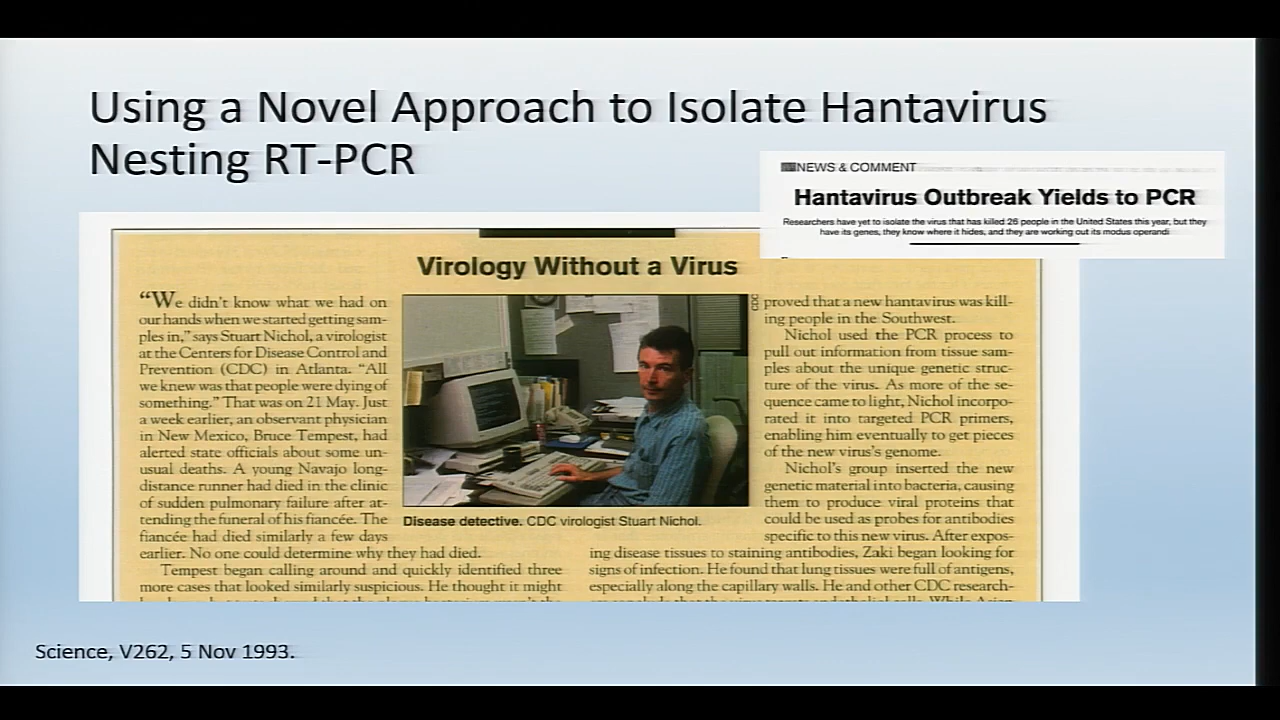 Using a Novel Approach to Isolate Hantavirus
Nesting RT-PCR
NEWS & COMMENT
Hantavirus Outbreak Yields to PCR
Researchers have yet to isolate the virus that has killed 26 people in the United States this year, but they
have its genes, they know where it hides, and they are working out its modus operandi
Virology Without a Virus
“We didn't know what we had on
our hands when we started getting sam-
ples in,” says Stuart Nichol, a virologist
at the Centers for Disease Control and
Prevention (CDC) in Atlanta. “All
we knew was that people were dying of
something.” That was on 21 May. Just
a week earlier, an observant physician
in New Mexico, Bruce Tempest, had
alerted state officials about some un-
usual deaths. A young Navajo long-
distance runner had died in the clinic
of sudden pulmonary failure after at-
tending the funeral of his fiancée. The
fiancée had died similarly a few days
earlier. No one could determine why they had died.
Tempest began calling around and quickly identified three
more cases that looked similarly suspicious. He thought it might
CDC
Disease detective. CDC virologist Stuart Nichol.
proved that a new hantavirus was kill-
ing people in the Southwest.
Nichol used the PCR process to
pull out information from tissue sam-
ples about the unique genetic struc-
ture of the virus. As more of the se-
quence came to light, Nichol incorpo-
rated it into targeted PCR primers,
enabling him eventually to get pieces
of the new virus's genome.
Nichol's group inserted the new
genetic material into bacteria, causing
them to produce viral proteins that
could be used as probes for antibodies
specific to this new virus. After expos-
ing disease tissues to staining antibodies, Zaki began looking for
signs of infection. He found that lung tissues were full of antigens,
especially along the capillary walls. He and other CDC research-
Science, V262, 5 Nov 1993.